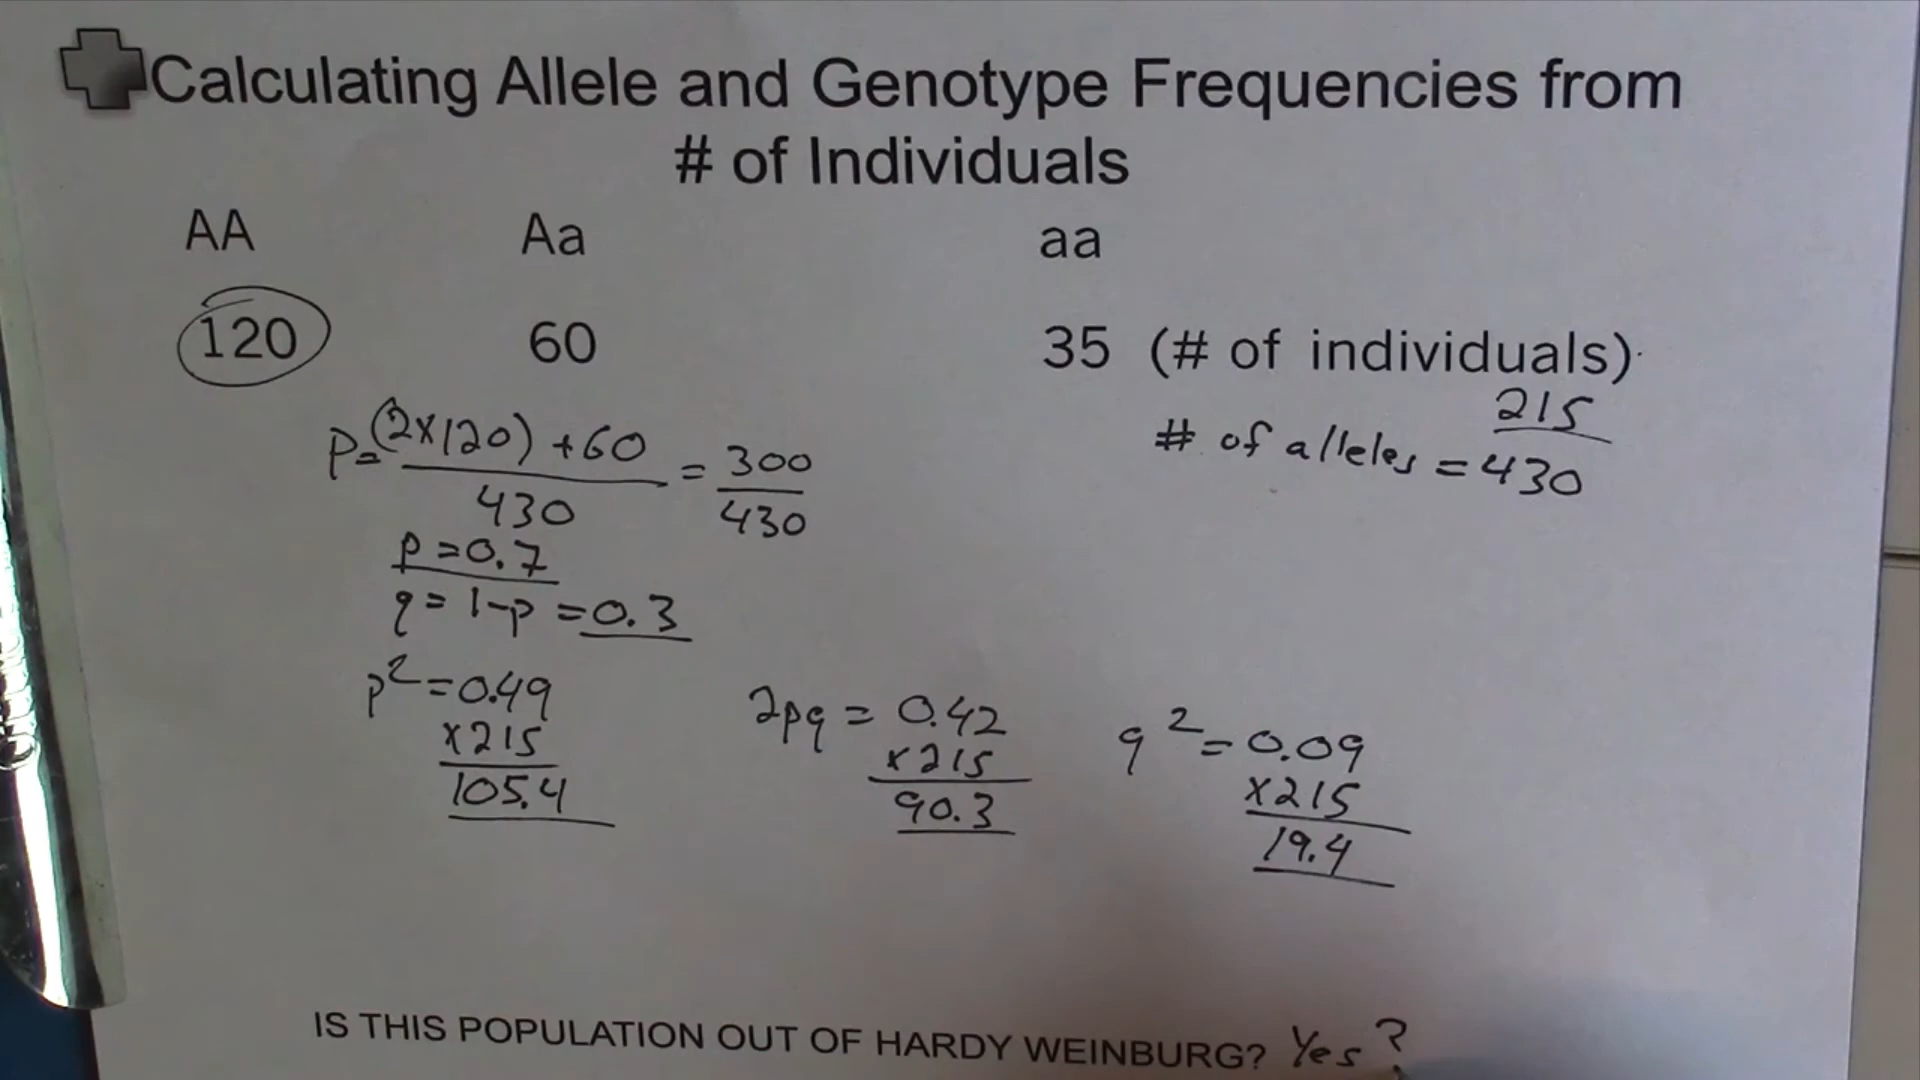 Calculating Allele and Genotype Frequencies from
# of Individuals
AA Aa aa
120 60 35 (# of individuals)
215
# of alleles = 430
P = (2x120) + 60 / 430 = 300 / 430
p = 0.7
q = 1-p = 0.3
p² = 0.49
x215
105.4
2pq = 0.42
x215
90.3
q² = 0.09
x215
19.4
IS THIS POPULATION OUT OF HARDY WEINBURG? Yes?